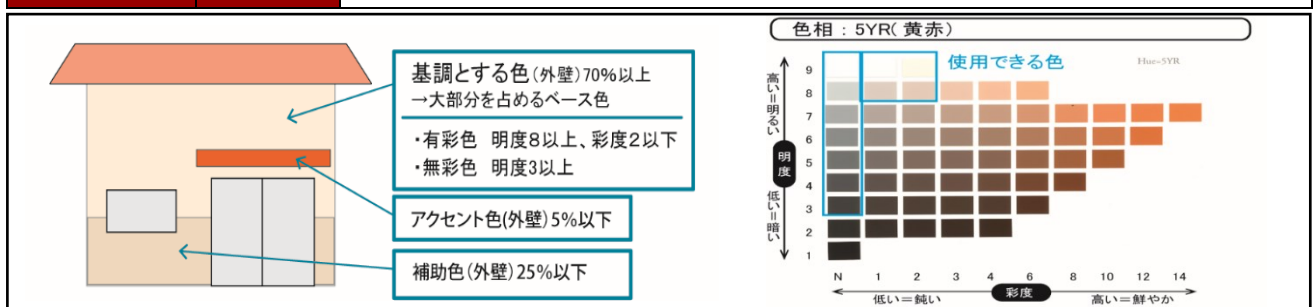 基調とする色(外壁)70%以上
→大部分を占めるベース色
・有彩色 明度8以上、彩度2以下
・無彩色 明度3以上
アクセント色(外壁)5%以下
補助色(外壁)25%以下
色相:5YR(黄赤)
使用できる色
Hue-5YR
高い=明るい
明度
低い=暗い
9
8
7
6
5
4
3
2
1
N 1 2 3 4 6 8 10 12 14
低い=鈍い 彩度 高い=鮮やか